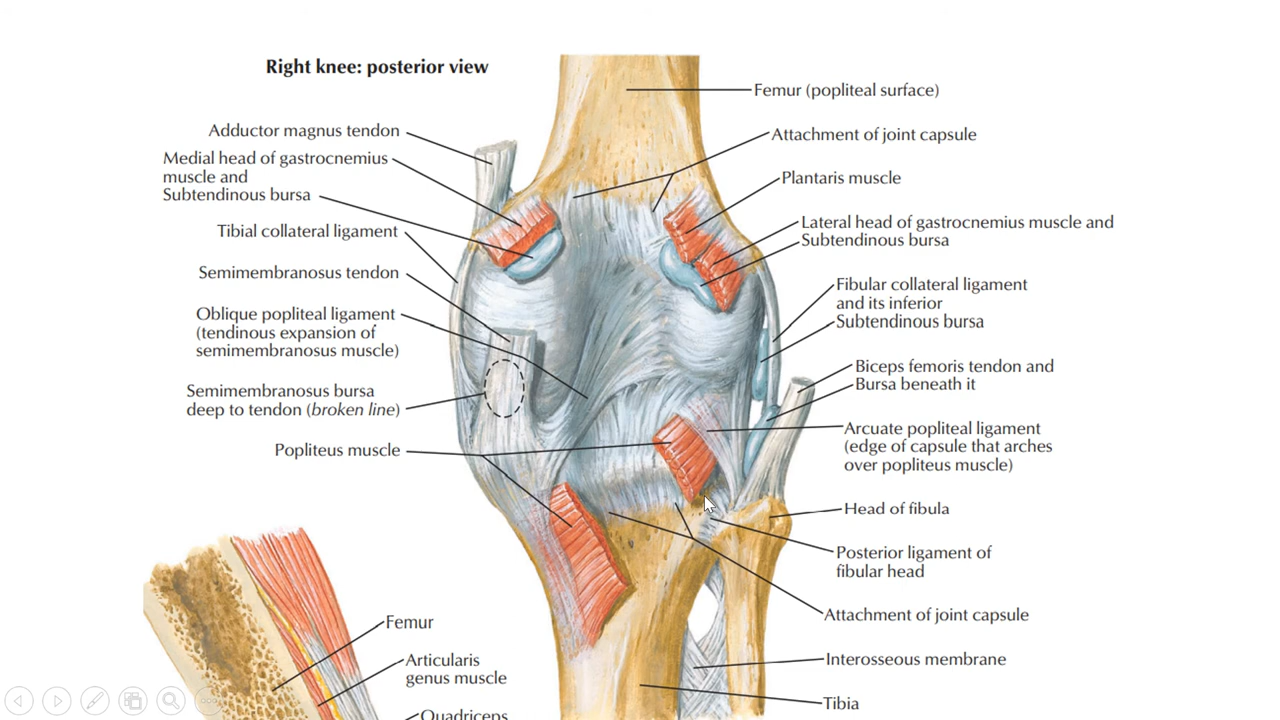 Right knee: posterior view
Adductor magnus tendon
Medial head of gastrocnemius
muscle and
Subtendinous bursa
Tibial collateral ligament
Semimembranosus tendon
Oblique popliteal ligament
(tendinous expansion of
semimembranosus muscle)
Semimembranosus bursa
deep to tendon (broken line)
Popliteus muscle
Femur (popliteal surface)
Attachment of joint capsule
Plantaris muscle
Lateral head of gastrocnemius muscle and
Subtendinous bursa
Fibular collateral ligament
and its inferior
Subtendinous bursa
Biceps femoris tendon and
Bursa beneath it
Arcuate popliteal ligament
(edge of capsule that arches
over popliteus muscle)
Head of fibula
Posterior ligament of
fibular head
Attachment of joint capsule
Interosseous membrane
Tibia
Femur
Articularis
genus muscle
Quadriceps